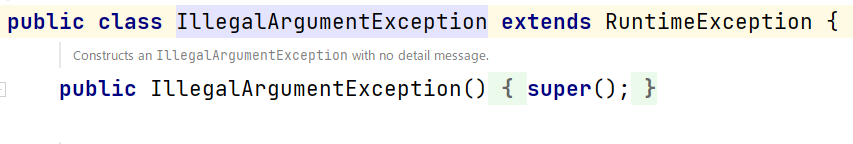 public class IllegalArgumentException extends RuntimeException {
Constructs an IllegalArgumentException with no detail message.
public IllegalArgumentException() { super(); }